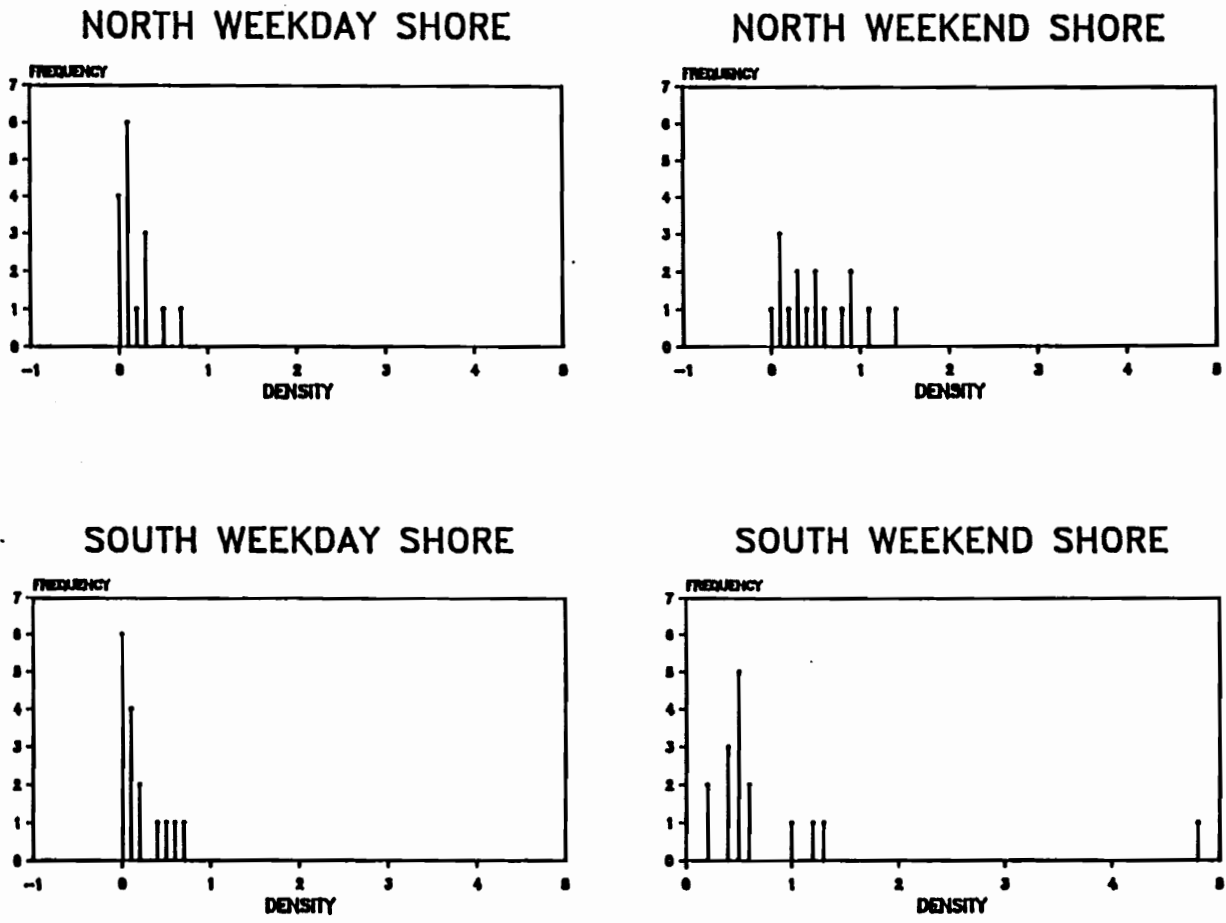 NORTH WEEKDAY SHORE
FREQUENCY
7
6
5
4
3
2
1
0
-1 0 1 2 3 4 5
DENSITY
NORTH WEEKEND SHORE
FREQUENCY
7
6
5
4
3
2
1
0
-1 0 1 2 3 4 5
DENSITY
SOUTH WEEKDAY SHORE
FREQUENCY
7
6
5
4
3
2
1
0
-1 0 1 2 3 4 5
DENSITY
SOUTH WEEKEND SHORE
FREQUENCY
7
6
5
4
3
2
1
0
0 1 2 3 4 5
DENSITY